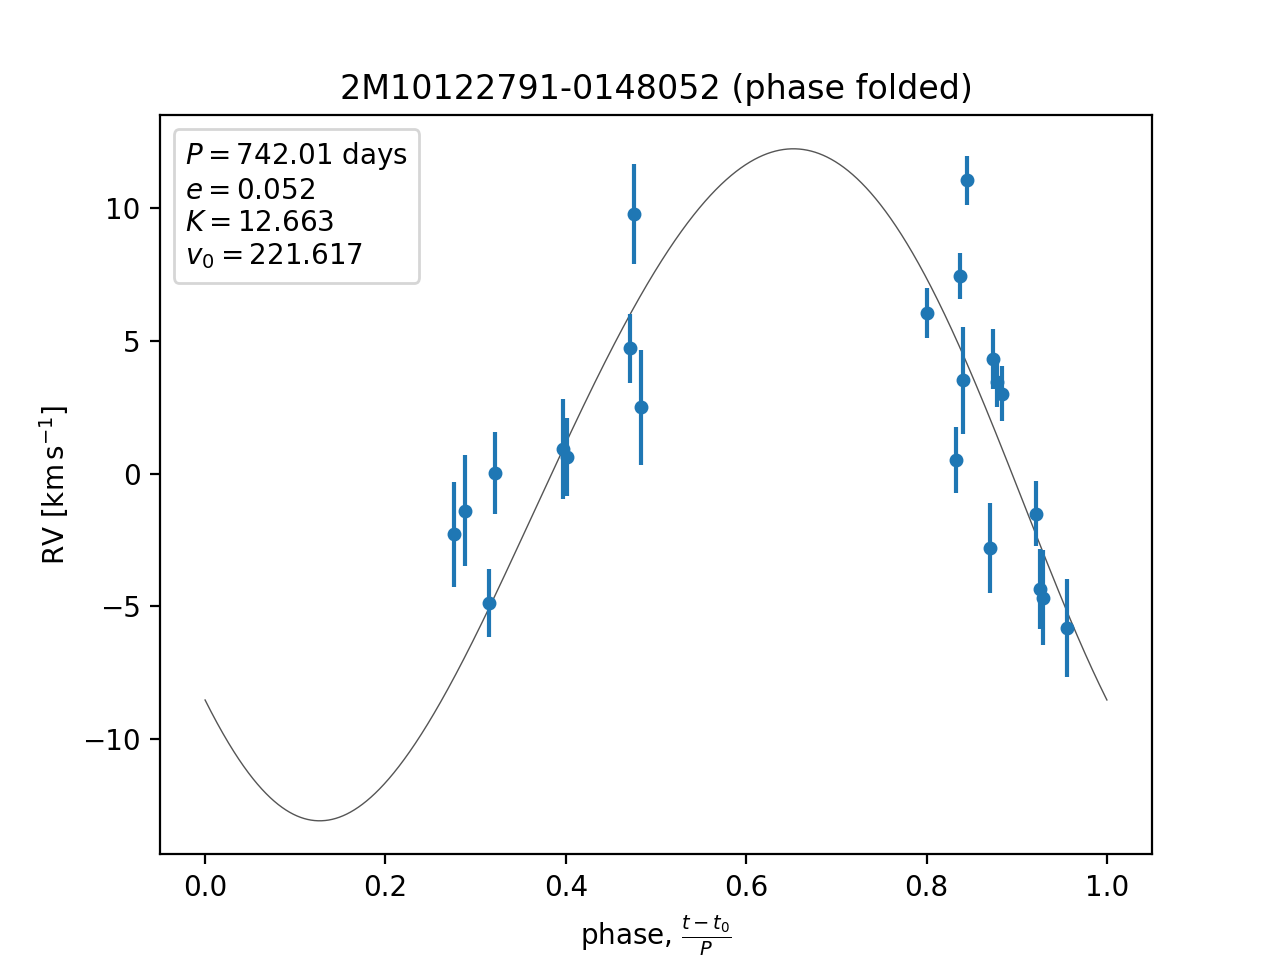 2M10122791-0148052 (phase folded)
P = 742.01 days
e = 0.052
K = 12.663
v₀ = 221.617
10
5
0
−5
−10
RV [km s⁻¹]
0.0 0.2 0.4 0.6 0.8 1.0
phase, (t − t₀)/P